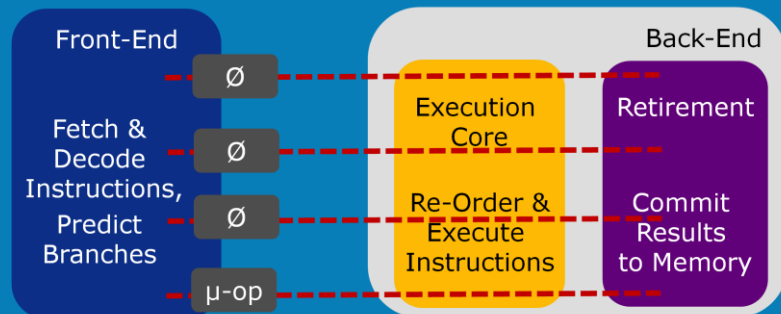 Front-End
Fetch &
Decode
Instructions,
Predict
Branches
Ø
Ø
Ø
μ-op
Back-End
Execution
Core
Re-Order &
Execute
Instructions
Retirement
Commit
Results
to Memory